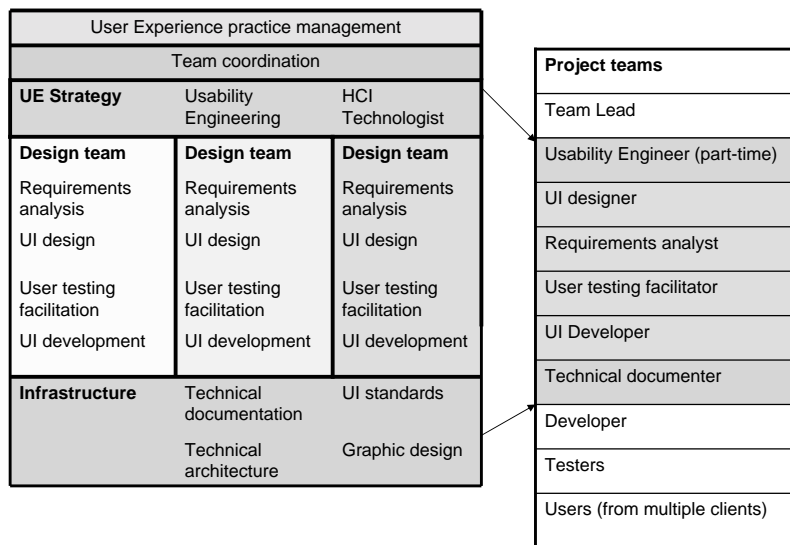 User Experience practice management
Team coordination
UE Strategy
Usability
Engineering
HCI
Technologist
Design team
Requirements
analysis
UI design
User testing
facilitation
UI development
Design team
Requirements
analysis
UI design
User testing
facilitation
UI development
Design team
Requirements
analysis
UI design
User testing
facilitation
UI development
Infrastructure
Technical
documentation
UI standards
Technical
architecture
Graphic design
Project teams
Team Lead
Usability Engineer (part-time)
UI designer
Requirements analyst
User testing facilitator
UI Developer
Technical documenter
Developer
Testers
Users (from multiple clients)